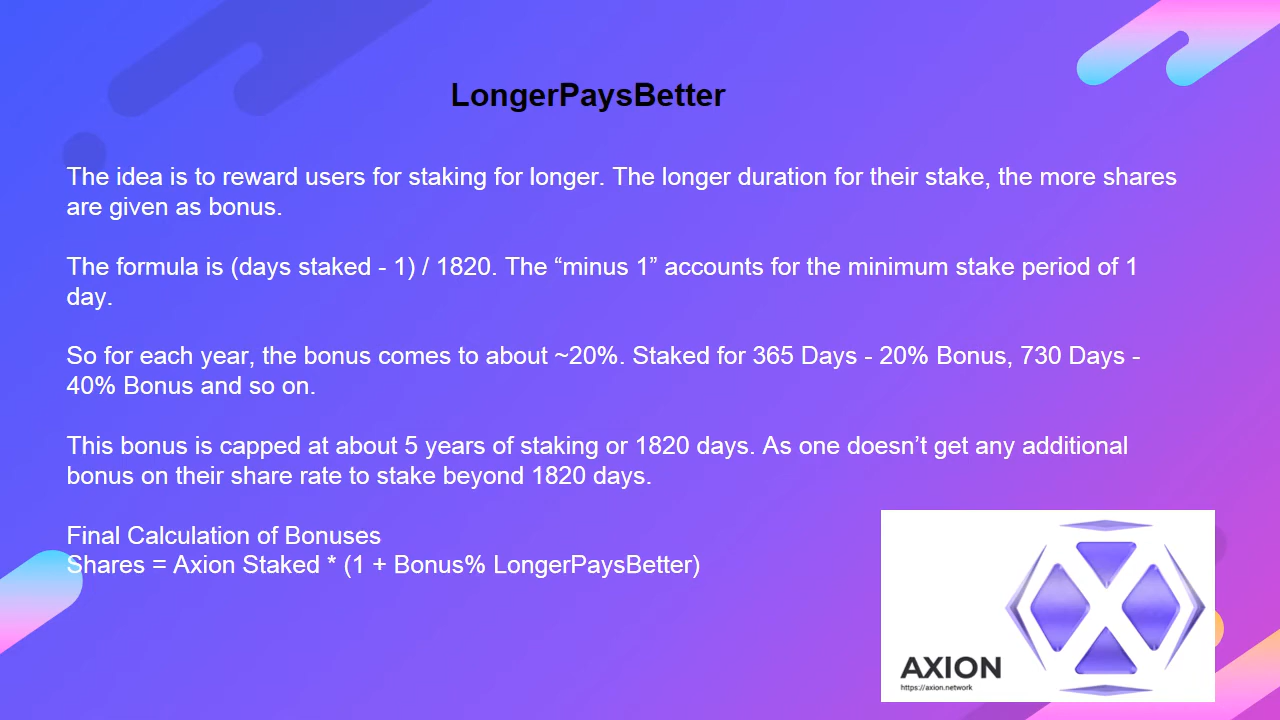 LongerPaysBetter
The idea is to reward users for staking for longer. The longer duration for their stake, the more shares
are given as bonus.
The formula is (days staked - 1) / 1820. The “minus 1” accounts for the minimum stake period of 1
day.
So for each year, the bonus comes to about ~20%. Staked for 365 Days - 20% Bonus, 730 Days -
40% Bonus and so on.
This bonus is capped at about 5 years of staking or 1820 days. As one doesn’t get any additional
bonus on their share rate to stake beyond 1820 days.
Final Calculation of Bonuses
Shares = Axion Staked * (1 + Bonus% LongerPaysBetter)
AXION
https://axion.network